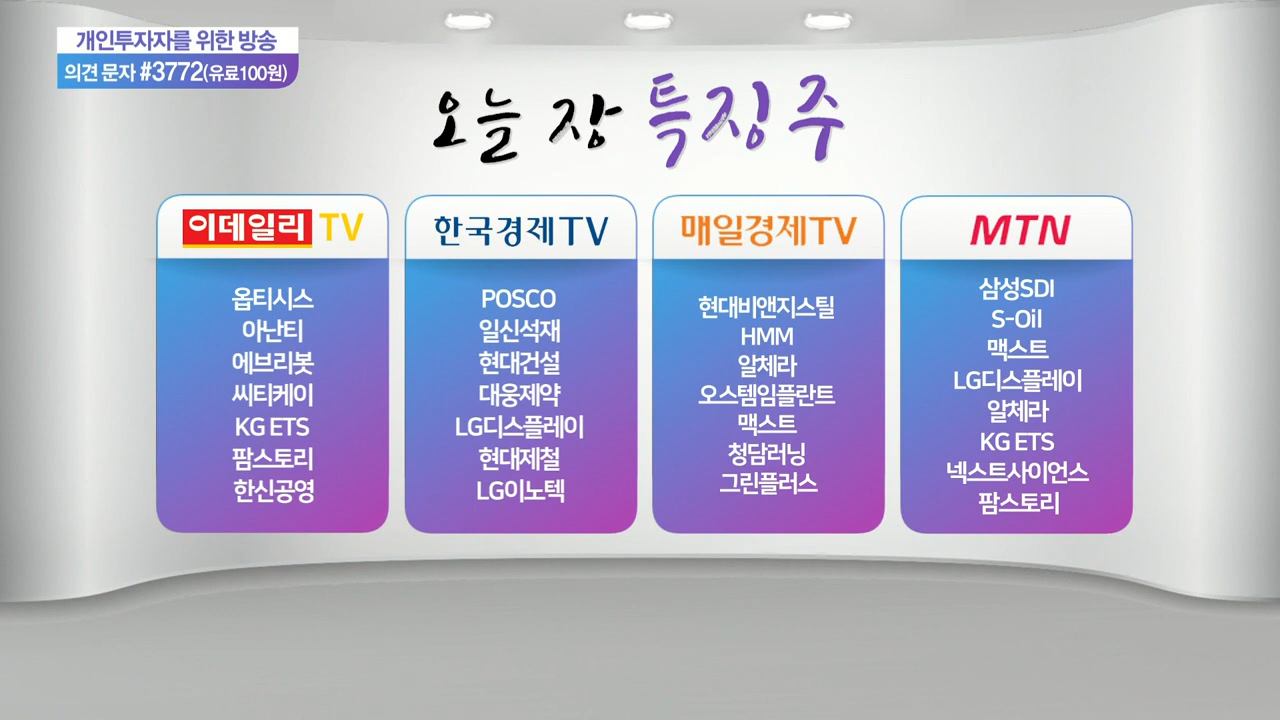 개인투자자를 위한 방송
의견 문자 #3772(유료100원)
오늘 장 특징주
이데일리 TV
옵티시스
아난티
에브리봇
씨티케이
KG ETS
팜스토리
한신공영
한국경제TV
POSCO
일신석재
현대건설
대웅제약
LG디스플레이
현대제철
LG이노텍
매일경제TV
현대비앤지스틸
HMM
알체라
오스템임플란트
맥스트
청담러닝
그린플러스
MTN
삼성SDI
S-Oil
맥스트
LG디스플레이
알체라
KG ETS
넥스트사이언스
팜스토리